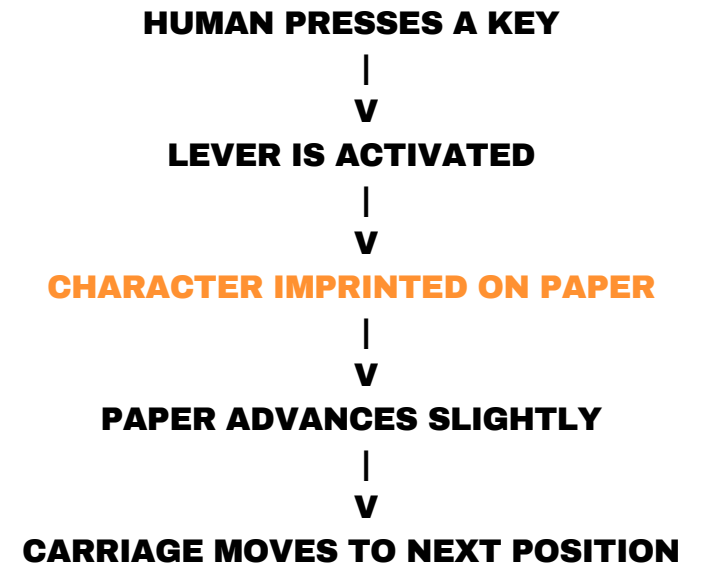 HUMAN PRESSES A KEY
|
V
LEVER IS ACTIVATED
|
V
CHARACTER IMPRINTED ON PAPER
|
V
PAPER ADVANCES SLIGHTLY
|
V
CARRIAGE MOVES TO NEXT POSITION